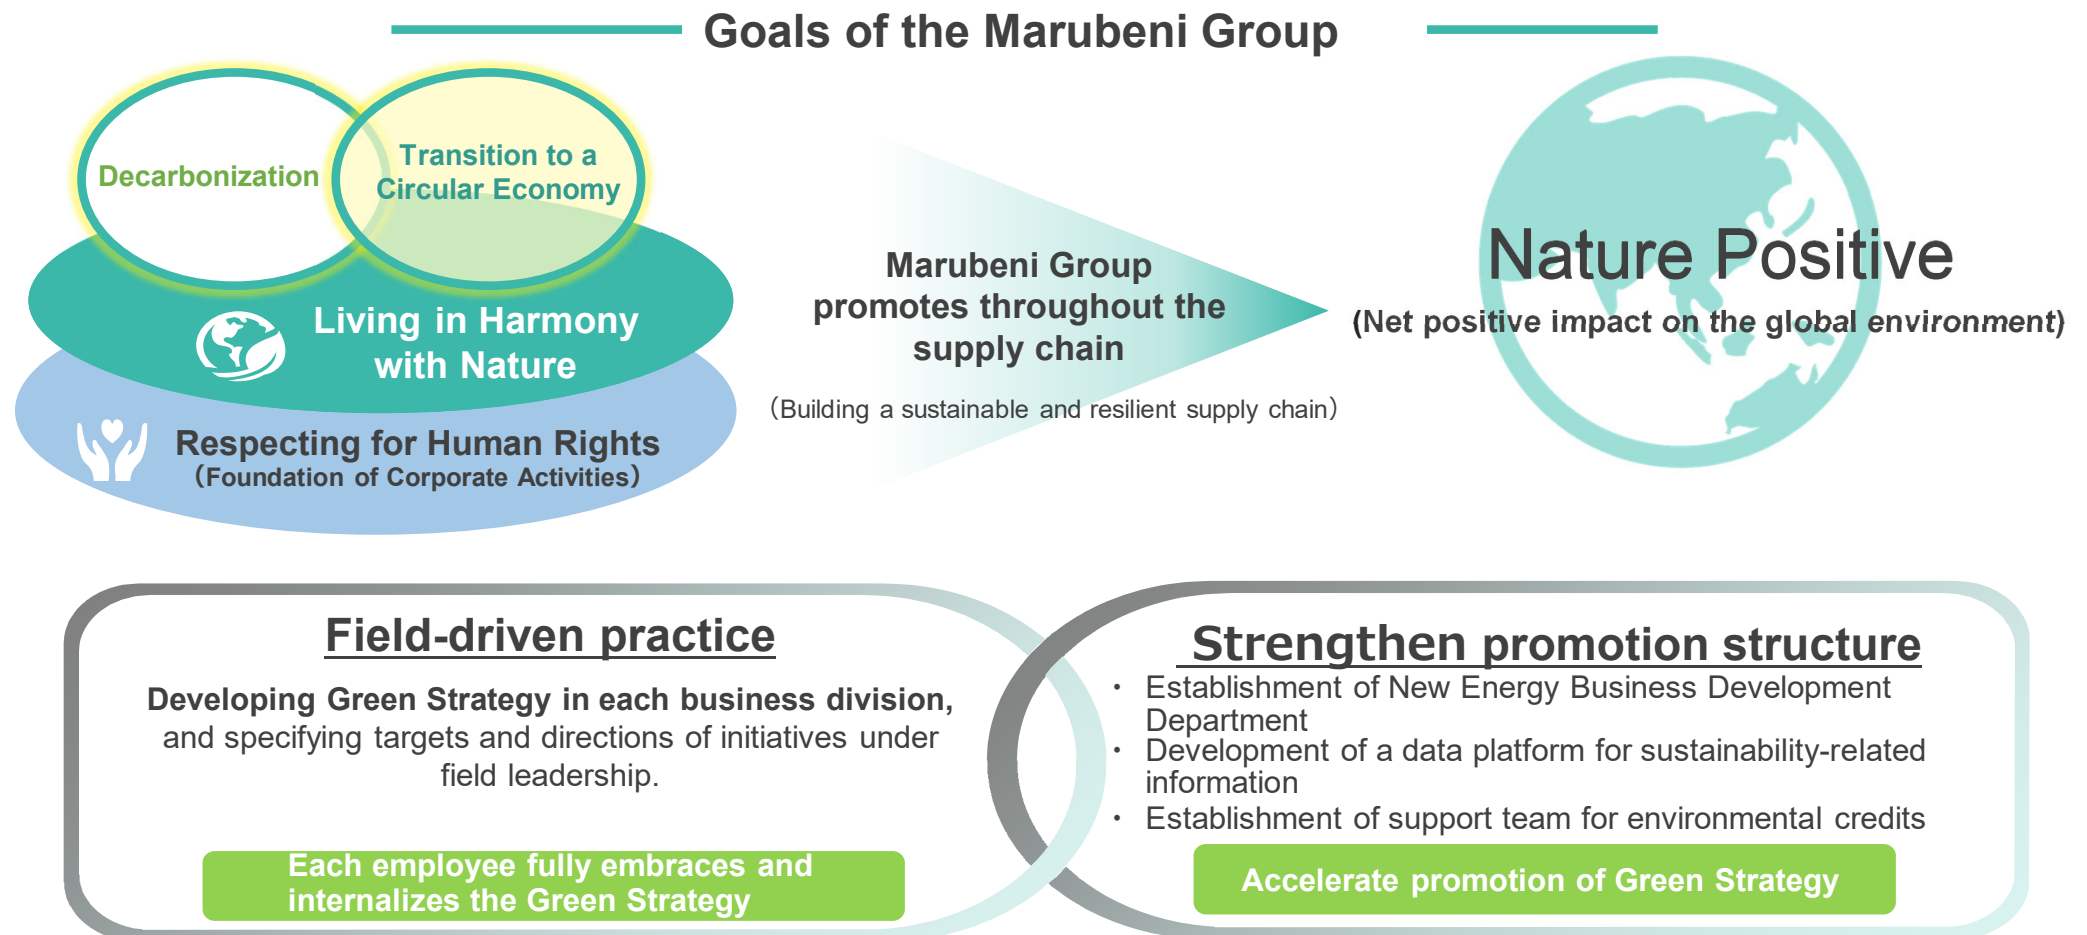 Goals of the Marubeni Group
Decarbonization
Transition to a
Circular Economy
Living in Harmony
with Nature
Respecting for Human Rights
（Foundation of Corporate Activities）
Marubeni Group
promotes throughout the
supply chain
（Building a sustainable and resilient supply chain）
Nature Positive
(Net positive impact on the global environment)
Field-driven practice
Developing Green Strategy in each business division,
and specifying targets and directions of initiatives under
field leadership.
Each employee fully embraces and
internalizes the Green Strategy
Strengthen promotion structure
・ Establishment of New Energy Business Development
Department
・ Development of a data platform for sustainability-related
information
・ Establishment of support team for environmental credits
Accelerate promotion of Green Strategy